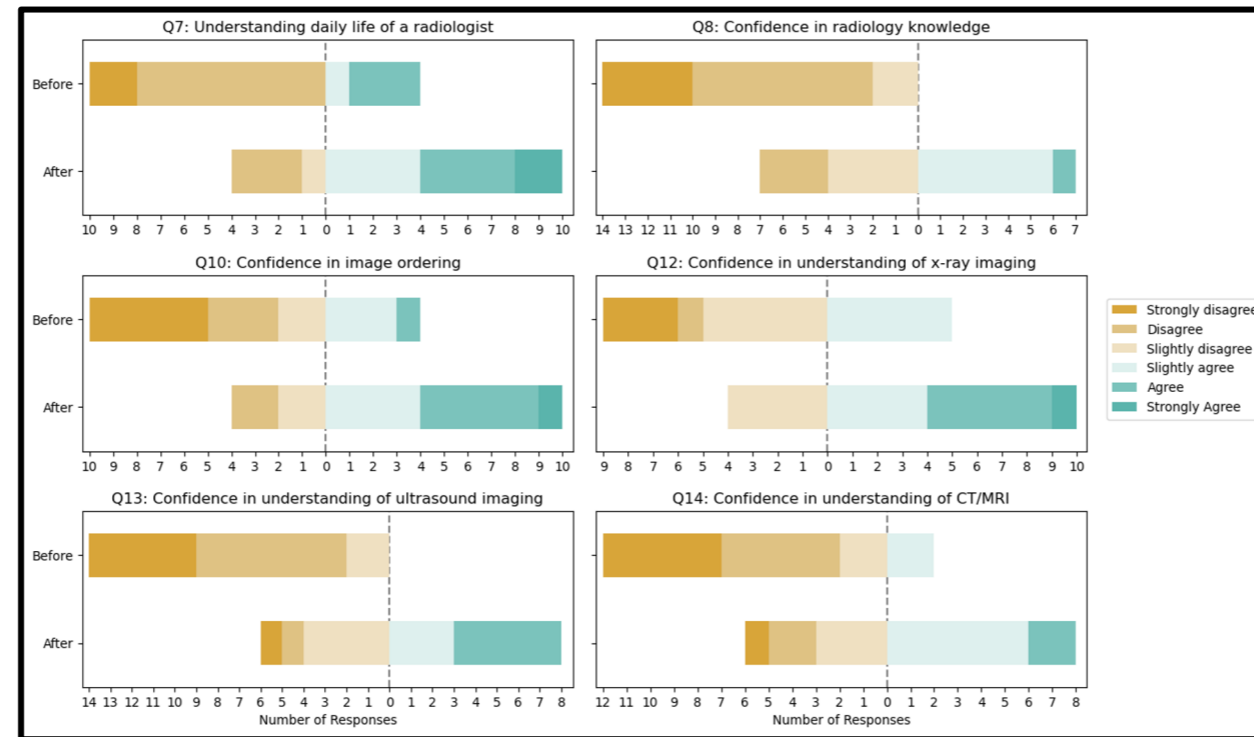 Q7: Understanding daily life of a radiologist
Before
After
10 9 8 7 6 5 4 3 2 1 0 1 2 3 4 5 6 7 8 9 10
Q8: Confidence in radiology knowledge
14 13 12 11 10 9 8 7 6 5 4 3 2 1 0 1 2 3 4 5 6 7
Q10: Confidence in image ordering
Before
After
10 9 8 7 6 5 4 3 2 1 0 1 2 3 4 5 6 7 8 9 10
Q12: Confidence in understanding of x-ray imaging
9 8 7 6 5 4 3 2 1 0 1 2 3 4 5 6 7 8 9 10
Strongly disagree
Disagree
Slightly disagree
Slightly agree
Agree
Strongly Agree
Q13: Confidence in understanding of ultrasound imaging
Before
After
14 13 12 11 10 9 8 7 6 5 4 3 2 1 0 1 2 3 4 5 6 7 8
Number of Responses
Q14: Confidence in understanding of CT/MRI
12 11 10 9 8 7 6 5 4 3 2 1 0 1 2 3 4 5 6 7 8
Number of Responses